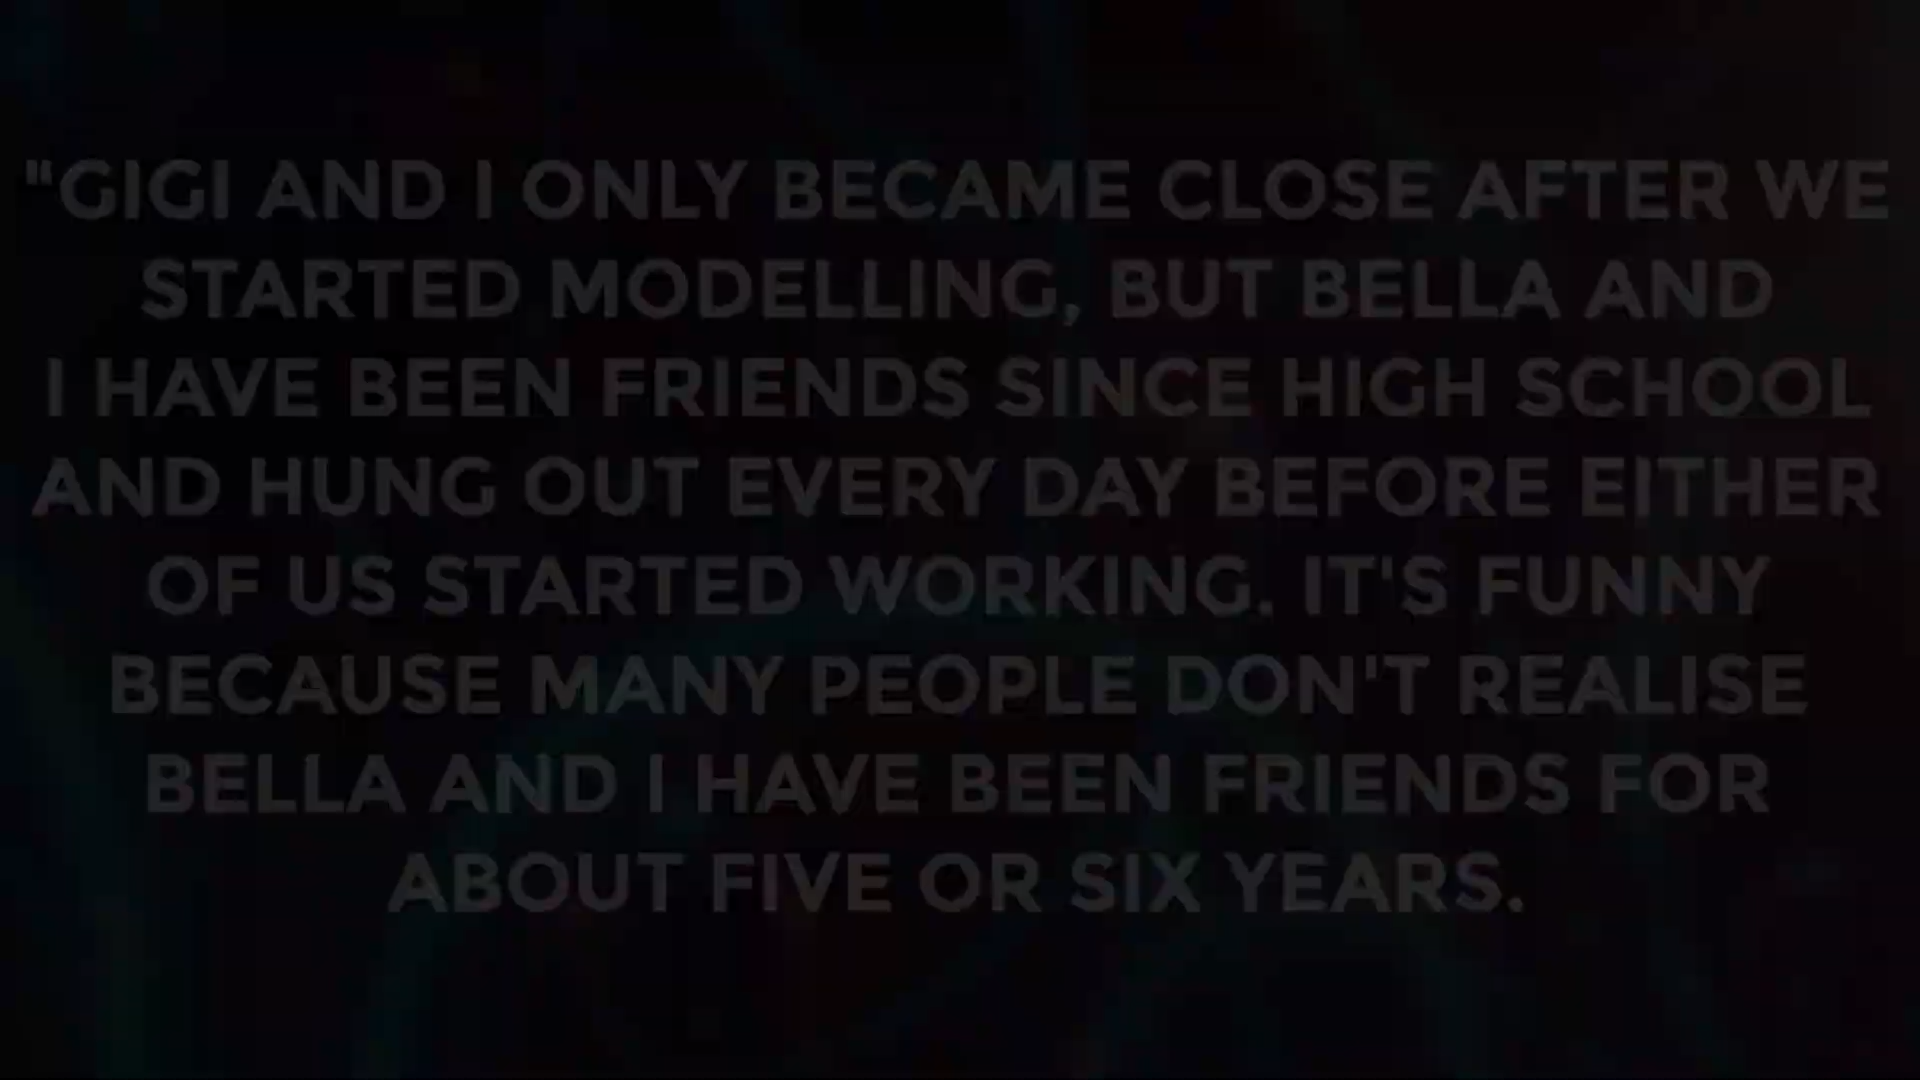 "GIGI AND I ONLY BECAME CLOSE AFTER WE
STARTED MODELLING, BUT BELLA AND
I HAVE BEEN FRIENDS SINCE HIGH SCHOOL
AND HUNG OUT EVERY DAY BEFORE EITHER
OF US STARTED WORKING. IT'S FUNNY
BECAUSE MANY PEOPLE DON'T REALISE
BELLA AND I HAVE BEEN FRIENDS FOR
ABOUT FIVE OR SIX YEARS.